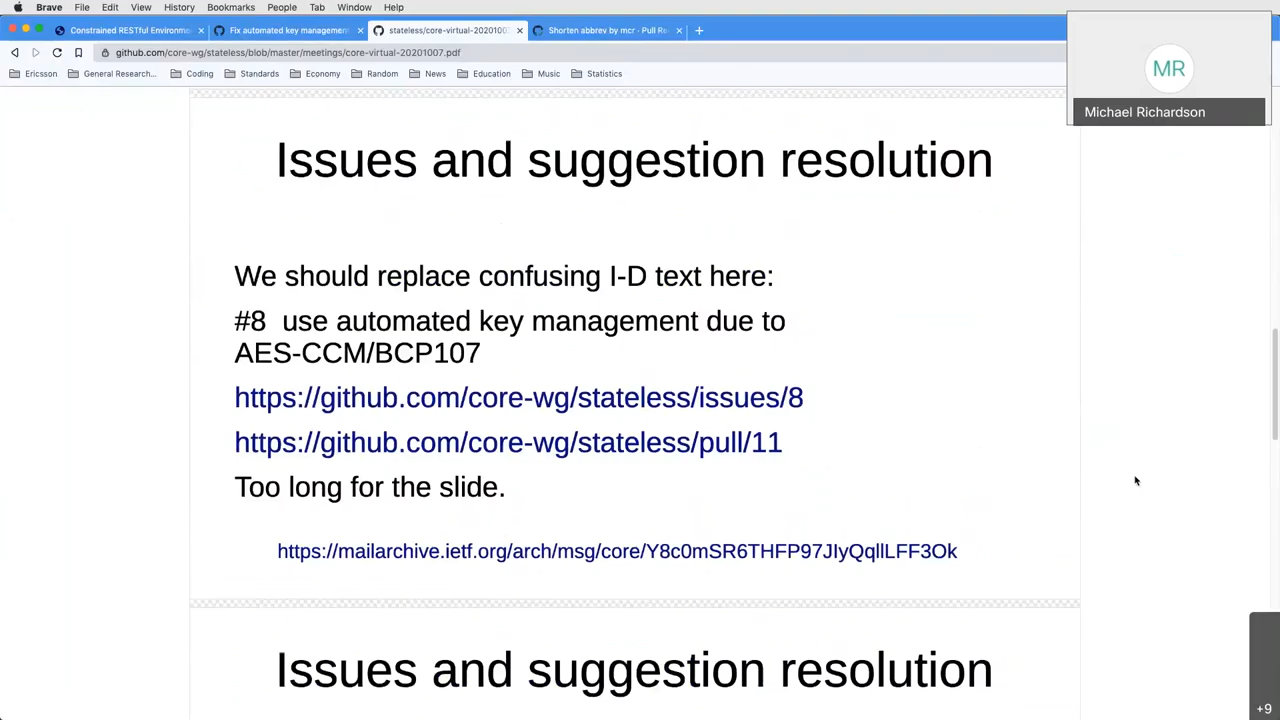 Brave File Edit View History Bookmarks People Tab Window Help
Constrained RESTful Environme
Fix automated key management
stateless/core-virtual-2020100
Shorten abbrev by mcr · Pull Re
github.com/core-wg/stateless/blob/master/meetings/core-virtual-20201007.pdf
Ericsson General Research... Coding Standards Economy Random News Education Music Statistics
MR
Michael Richardson
Issues and suggestion resolution
We should replace confusing I-D text here:
#8 use automated key management due to
AES-CCM/BCP107
https://github.com/core-wg/stateless/issues/8
https://github.com/core-wg/stateless/pull/11
Too long for the slide.
https://mailarchive.ietf.org/arch/msg/core/Y8c0mSR6THFP97JIyQqllLFF3Ok
Issues and suggestion resolution
+9